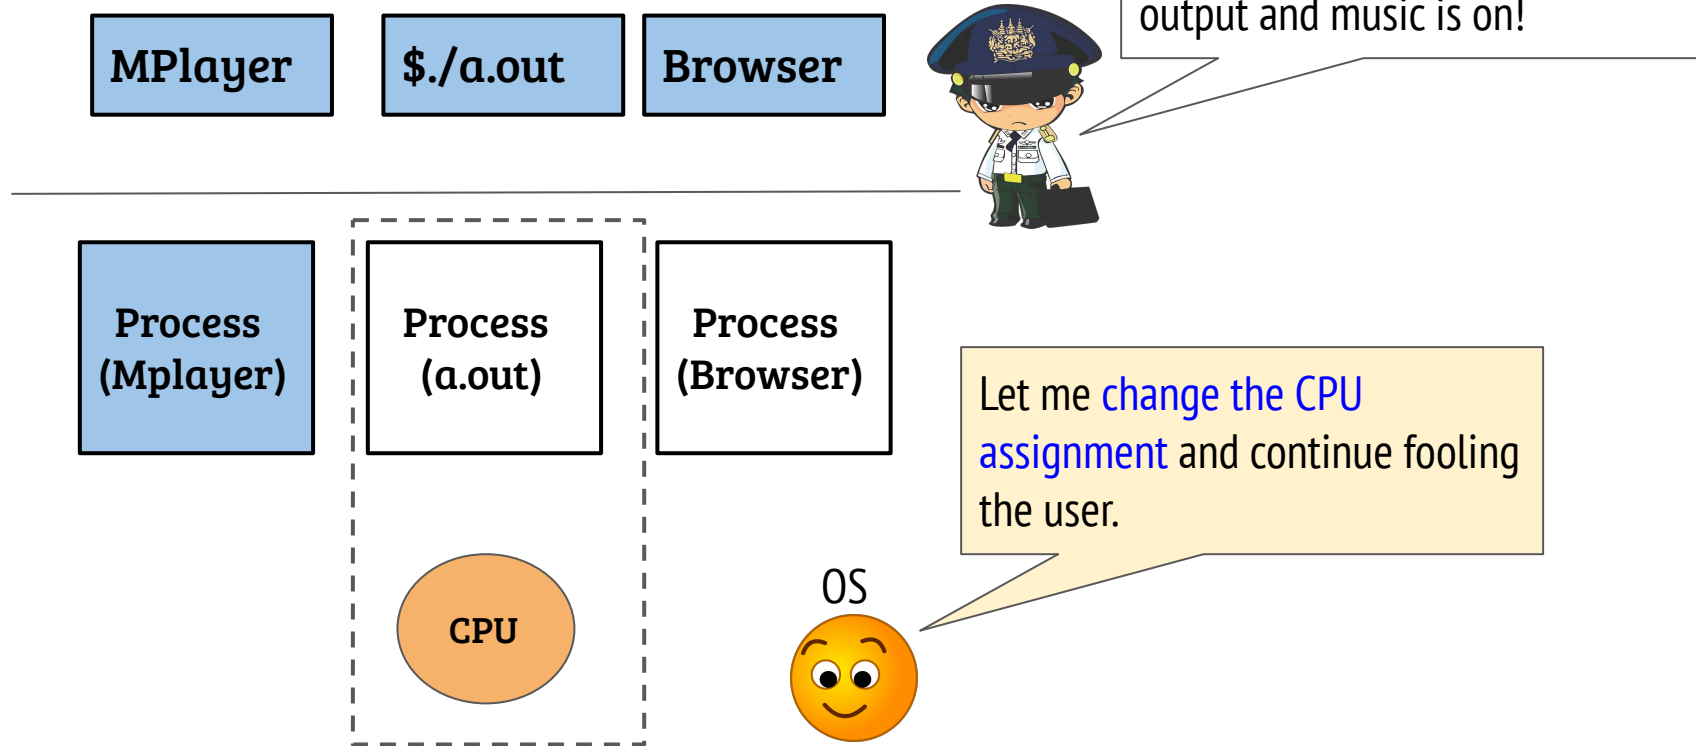 output and music is on!
MPlayer
$./a.out
Browser
Process
(Mplayer)
Process
(a.out)
Process
(Browser)
Let me change the CPU
assignment and continue fooling
the user.
OS
CPU